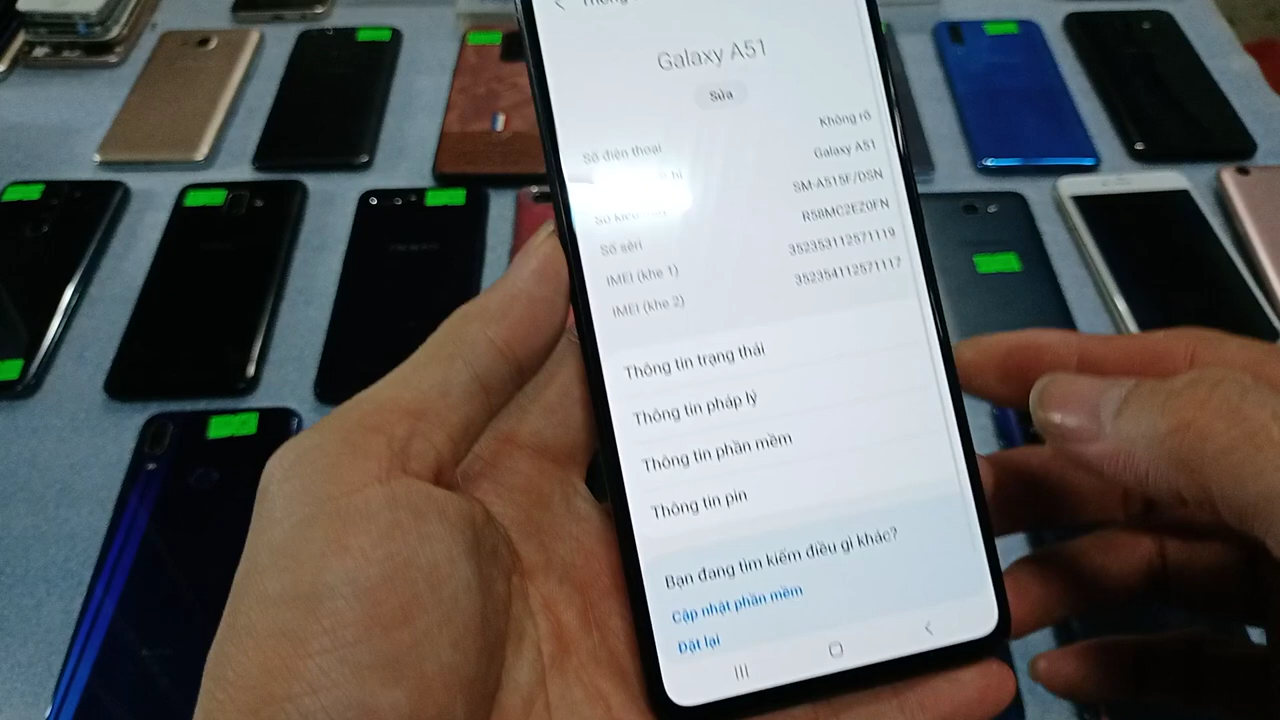 Galaxy A51
Sửa
Số điện thoại Không rõ
Galaxy A51
SM-A515F/DSN
Số sêri R58MC2E20FN
IMEI (khe 1) 352353112571119
IMEI (khe 2) 352354112571117
Thông tin trạng thái
Thông tin pháp lý
Thông tin phần mềm
Thông tin pin
Bạn đang tìm kiếm điều gì khác?
Cập nhật phần mềm
Đặt lại